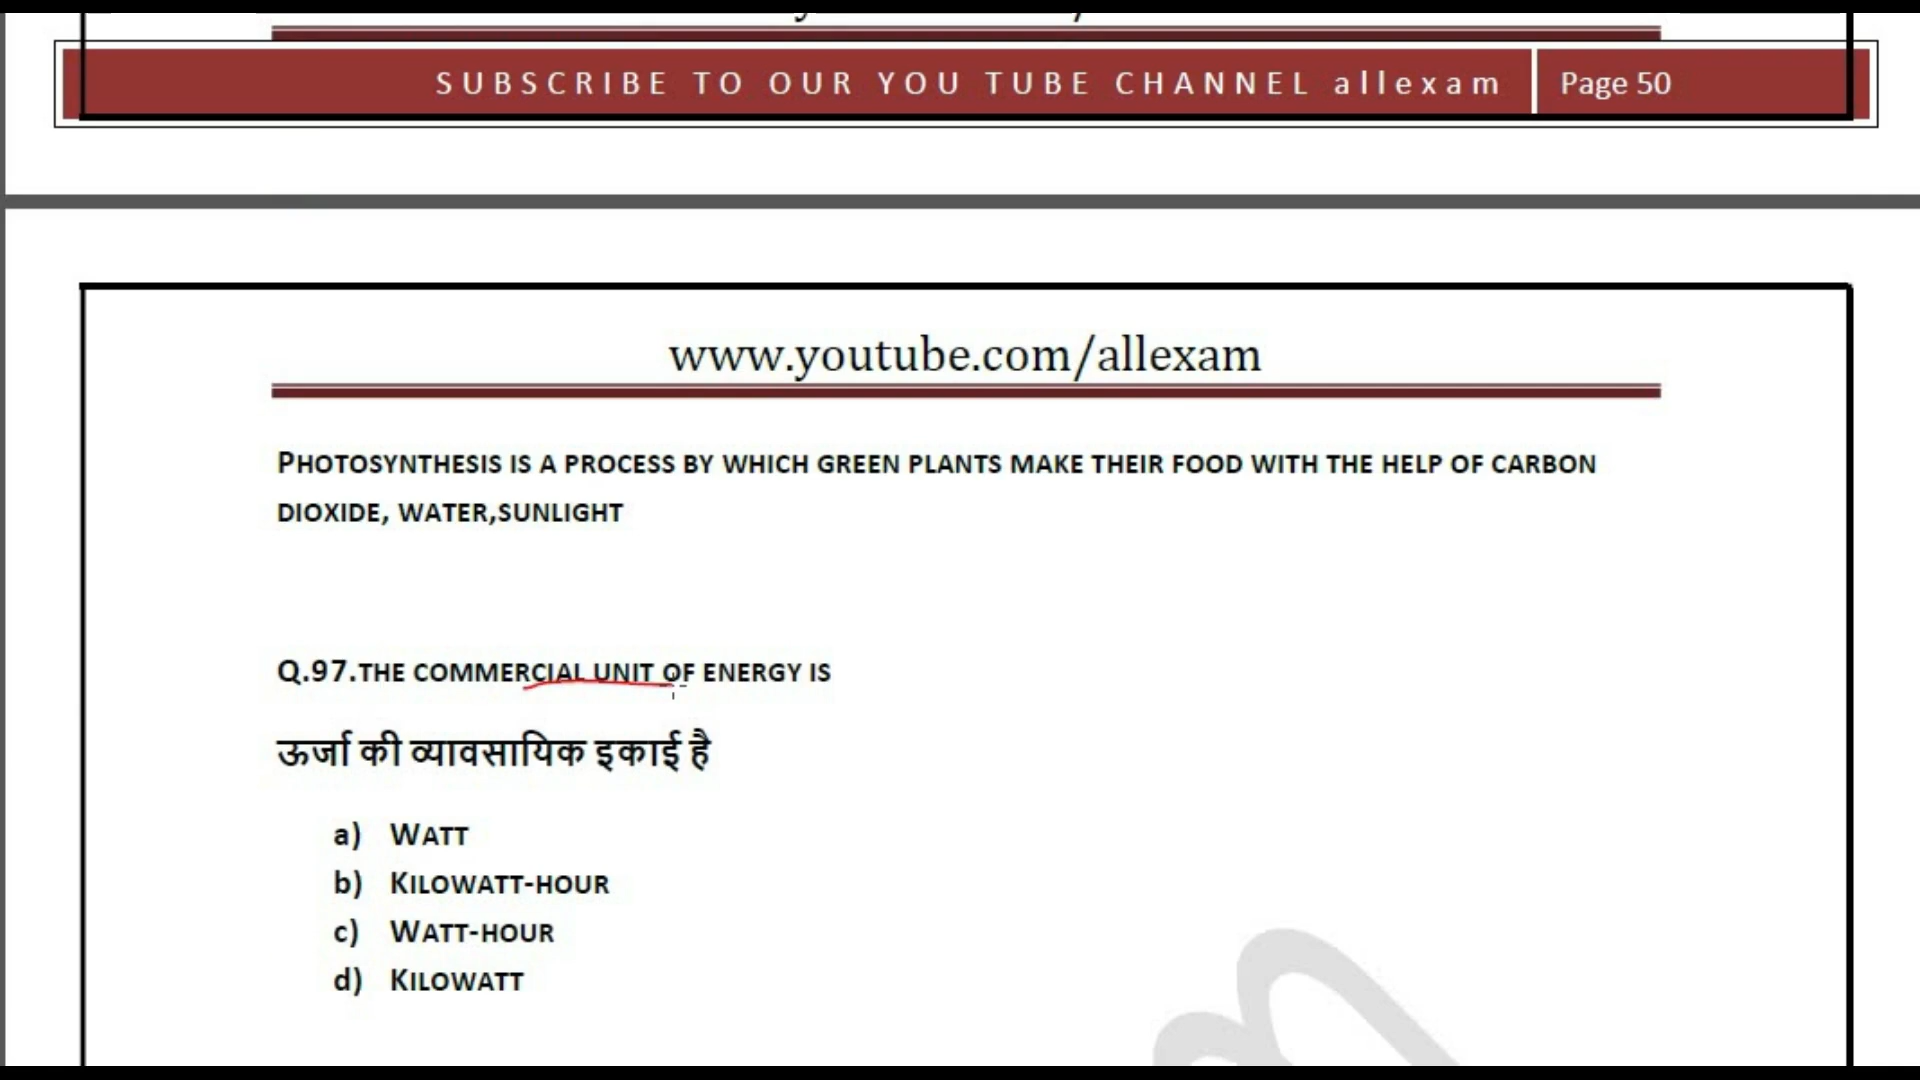 SUBSCRIBE TO OUR YOU TUBE CHANNEL allexam Page 50
www.youtube.com/allexam
PHOTOSYNTHESIS IS A PROCESS BY WHICH GREEN PLANTS MAKE THEIR FOOD WITH THE HELP OF CARBON
DIOXIDE, WATER,SUNLIGHT
Q.97.THE COMMERCIAL UNIT OF ENERGY IS
ऊर्जा की व्यावसायिक इकाई है
a) WATT
b) KILOWATT-HOUR
c) WATT-HOUR
d) KILOWATT